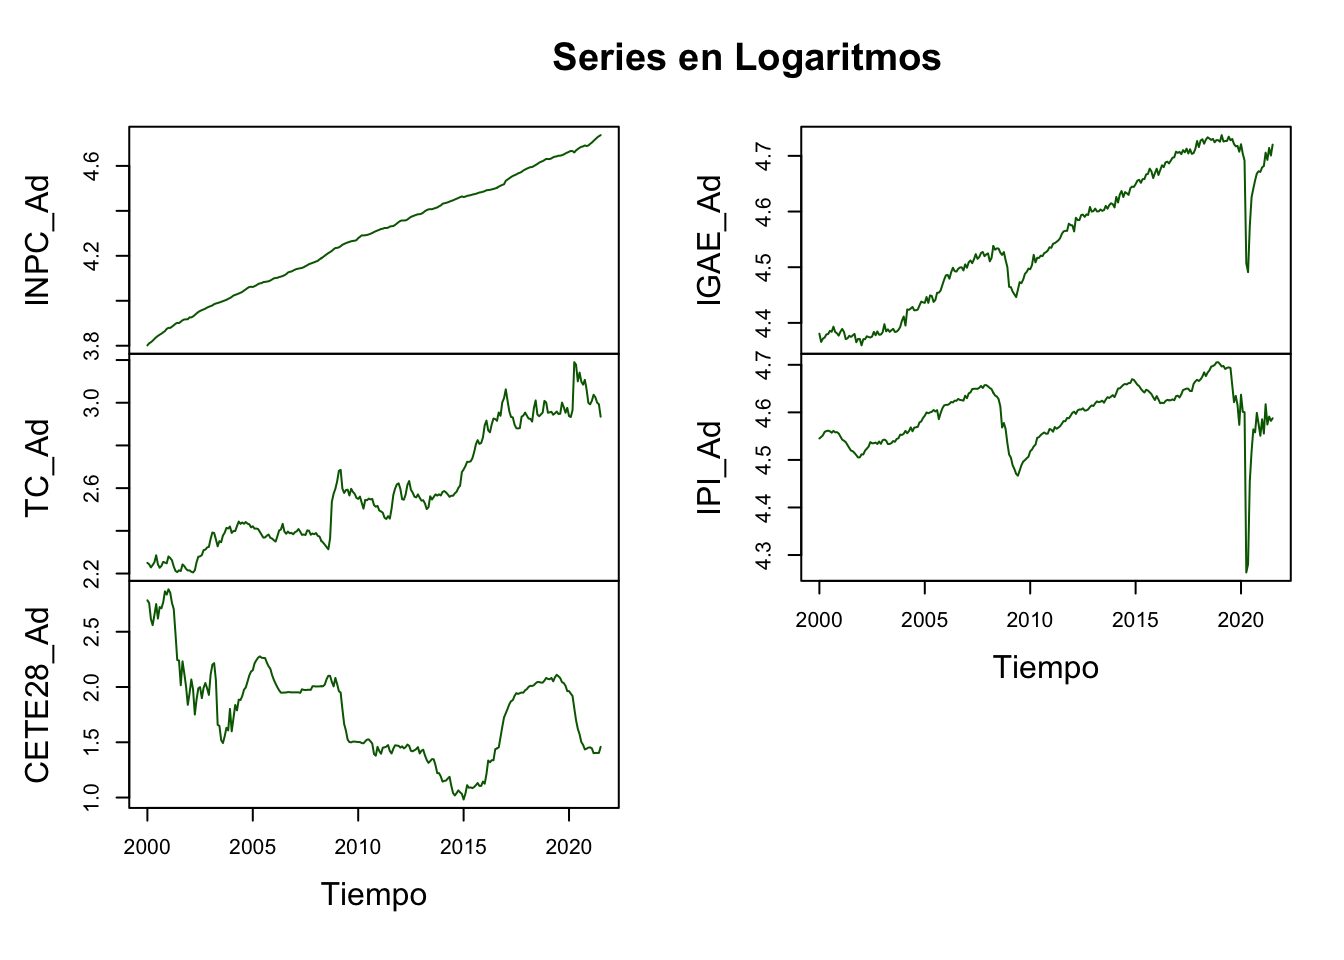 Series en Logaritmos
INPC_Ad
3.8 4.2 4.6
TC_Ad
2.2 2.6 3.0
CETE28_Ad
1.0 1.5 2.0 2.5
2000 2005 2010 2015 2020
Tiempo
IGAE_Ad
4.4 4.5 4.6 4.7
IPI_Ad
4.3 4.4 4.5 4.6 4.7
2000 2005 2010 2015 2020
Tiempo